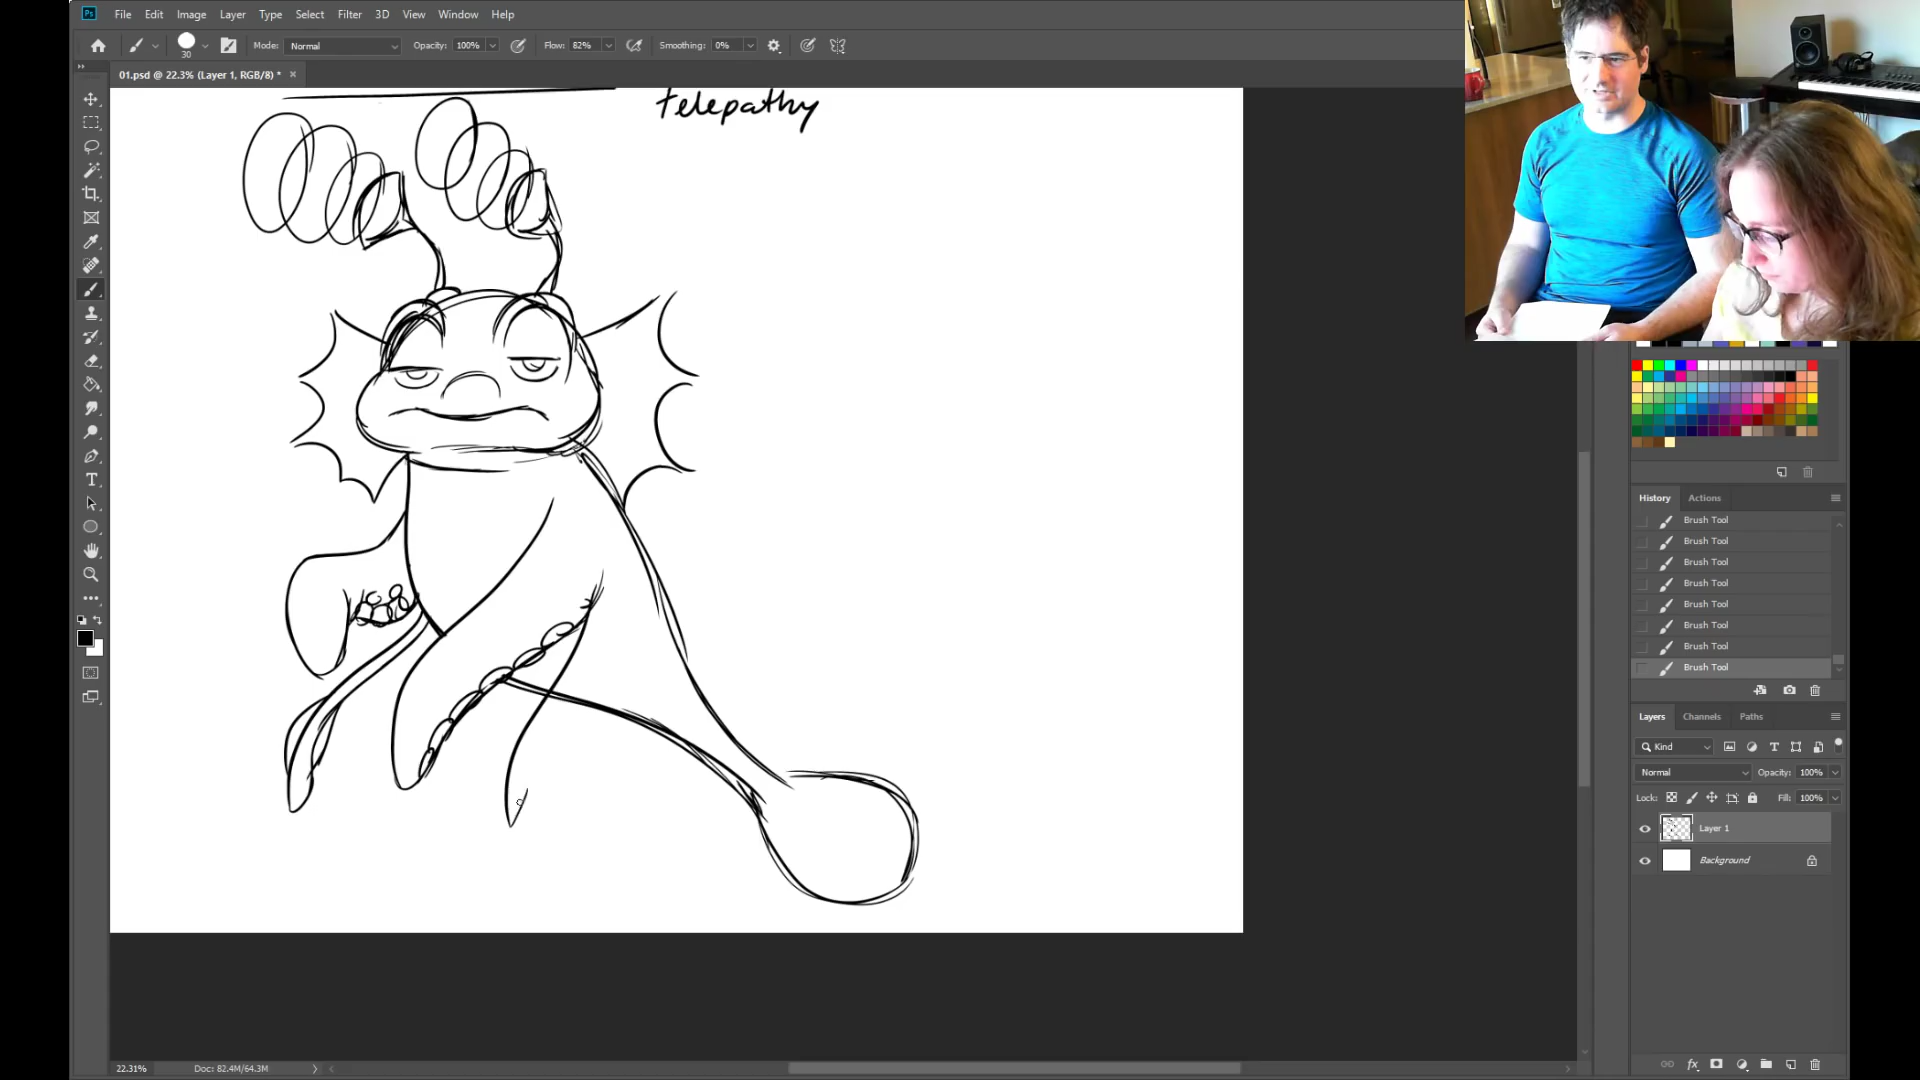 Ps File Edit Image Layer Type Select Filter 3D View Window Help
30 Mode: Normal Opacity: 100% Flow: 82% Smoothing: 0%
01.psd @ 22.3% (Layer 1, RGB/8) *
telepathy
History Actions
Brush Tool
Brush Tool
Brush Tool
Brush Tool
Brush Tool
Brush Tool
Brush Tool
Brush Tool
Layers Channels Paths
Kind
Normal Opacity: 100%
Lock: Fill: 100%
Layer 1
Background
22.31% Doc: 82.4M/64.3M
fx